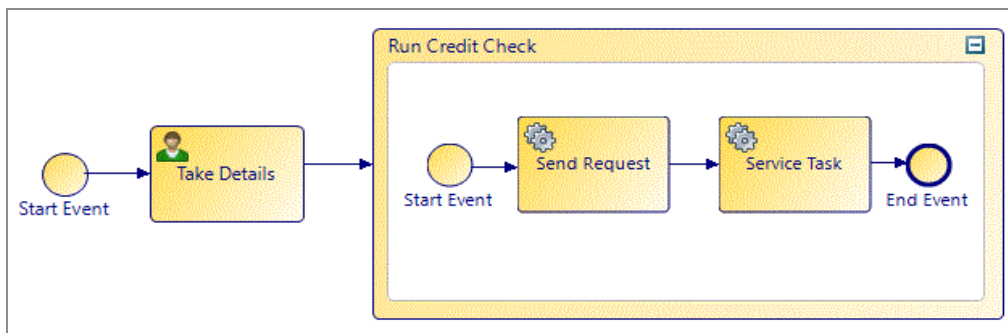 Run Credit Check
Take Details
Start Event
Send Request
Service Task
Start Event
End Event